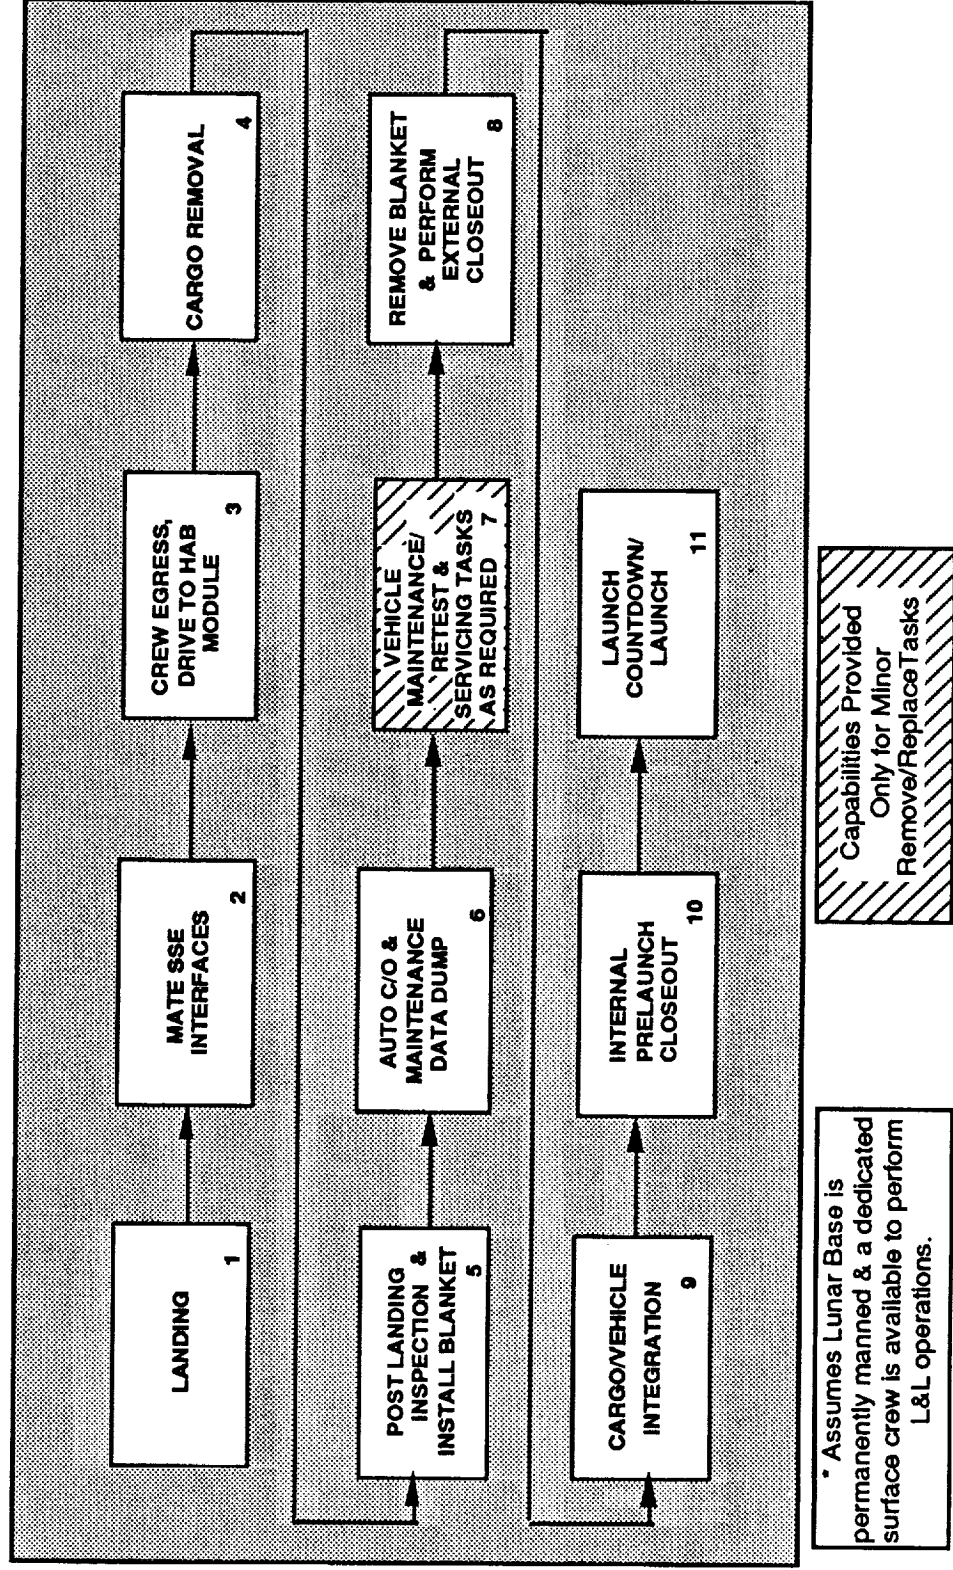 LANDING
1
MATE SSE
INTERFACES
2
CREW EGRESS,
DRIVE TO HAB
MODULE
3
CARGO REMOVAL
4
POST LANDING
INSPECTION &
INSTALL BLANKET
5
AUTO C/O &
MAINTENANCE
DATA DUMP
6
VEHICLE
MAINTENANCE/
RETEST &
SERVICING TASKS
AS REQUIRED 7
REMOVE BLANKET
& PERFORM
EXTERNAL
CLOSEOUT
8
CARGO/VEHICLE
INTEGRATION
9
INTERNAL
PRELAUNCH
CLOSEOUT
10
LAUNCH
COUNTDOWN/
LAUNCH
11
* Assumes Lunar Base is
permanently manned & a dedicated
surface crew is available to perform
L&L operations.
Capabilities Provided
Only for Minor
Remove/ReplaceTasks